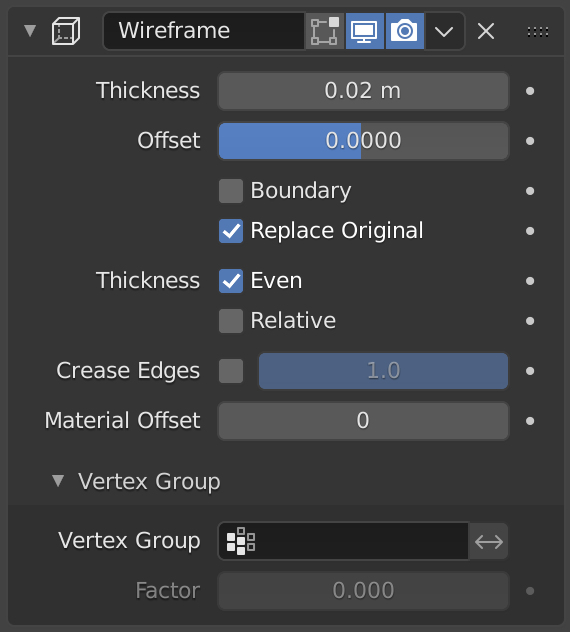 Wireframe
Thickness 0.02 m
Offset 0.0000
Boundary
Replace Original
Thickness Even
Relative
Crease Edges 1.0
Material Offset 0
Vertex Group
Vertex Group
Factor 0.000